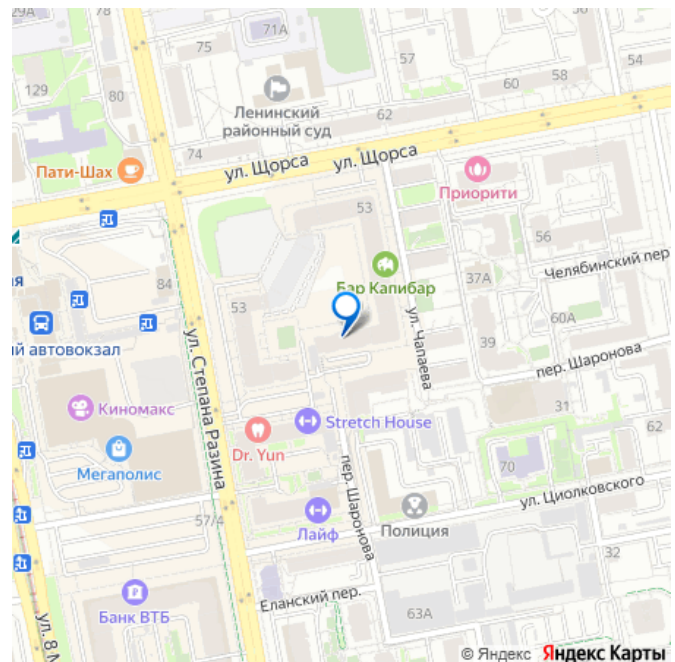 29А
78
71А
75
57
54
129
80
60
58
Ленинский
районный суд
62
74
Пати-Шах
ул. Щорса
ул. Щорса
Приорити
53
56
37А
Челябинский пер
Бар Капибар
84
53
60А
ул. Чапаева
39
ул. Степана Разина
автовокзал
пер. Шаронова
Киномакс
31
Stretch House
62
Dr. Yun
Мегаполис
70
пер. Шаронова
ул. Циолковского
57/4
Лайф
Полиция
32
Еланский пер.
Банк ВТБ
63А
ул. 8 М
© Яндекс Яндекс Карты